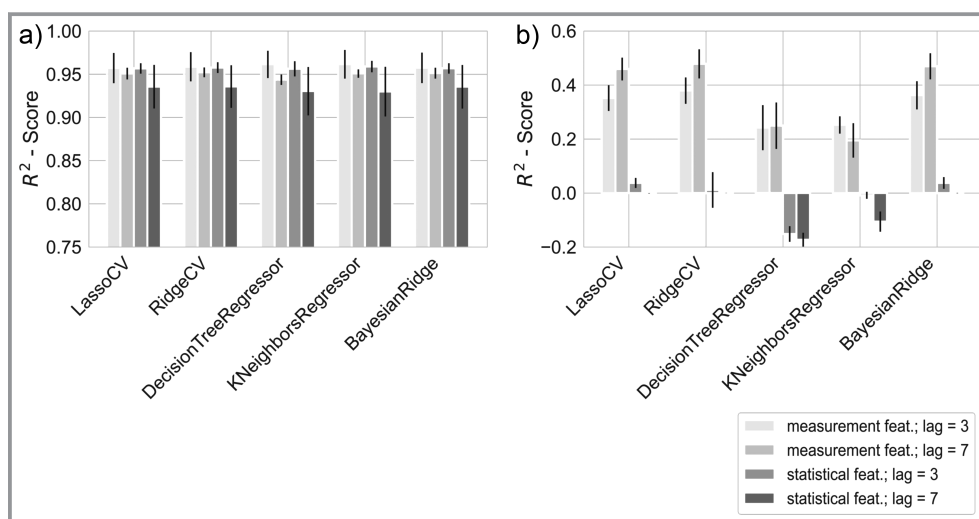 a)
R² - Score
1.00
0.95
0.90
0.85
0.80
0.75
LassoCV
RidgeCV
DecisionTreeRegressor
KNeighborsRegressor
BayesianRidge
b)
R² - Score
0.6
0.4
0.2
0.0
−0.2
LassoCV
RidgeCV
DecisionTreeRegressor
KNeighborsRegressor
BayesianRidge
measurement feat.; lag = 3
measurement feat.; lag = 7
statistical feat.; lag = 3
statistical feat.; lag = 7